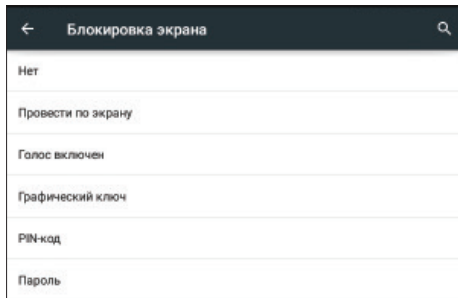 Блокировка экрана
Нет
Провести по экрану
Голос включен
Графический ключ
PIN-код
Пароль